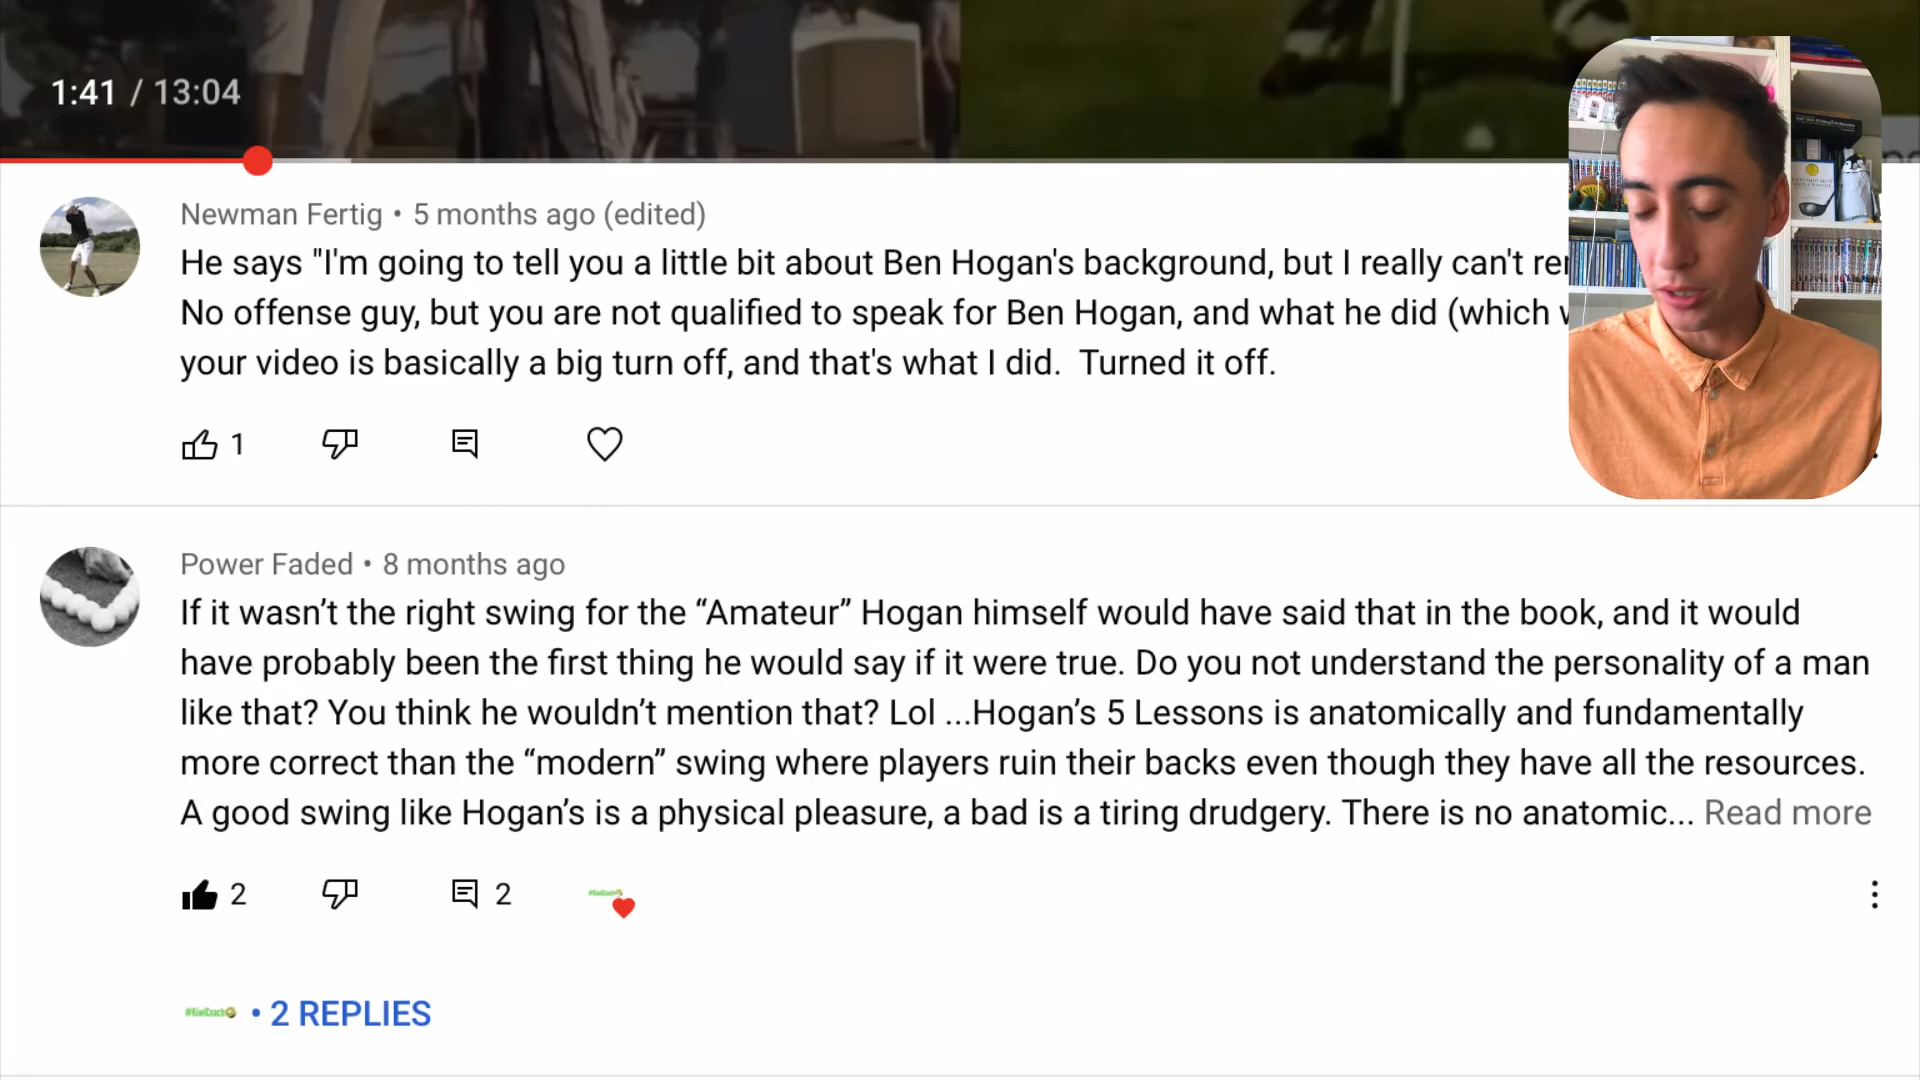 1:41 / 13:04
Newman Fertig • 5 months ago (edited)
He says "I'm going to tell you a little bit about Ben Hogan's background, but I really can't
No offense guy, but you are not qualified to speak for Ben Hogan, and what he did (which
your video is basically a big turn off, and that's what I did.  Turned it off.
1
Power Faded • 8 months ago
If it wasn’t the right swing for the “Amateur” Hogan himself would have said that in the book, and it would
have probably been the first thing he would say if it were true. Do you not understand the personality of a man
like that? You think he wouldn’t mention that? Lol ...Hogan’s 5 Lessons is anatomically and fundamentally
more correct than the “modern” swing where players ruin their backs even though they have all the resources.
A good swing like Hogan’s is a physical pleasure, a bad is a tiring drudgery. There is no anatomic... Read more
2 2
#KiwiCoach • 2 REPLIES